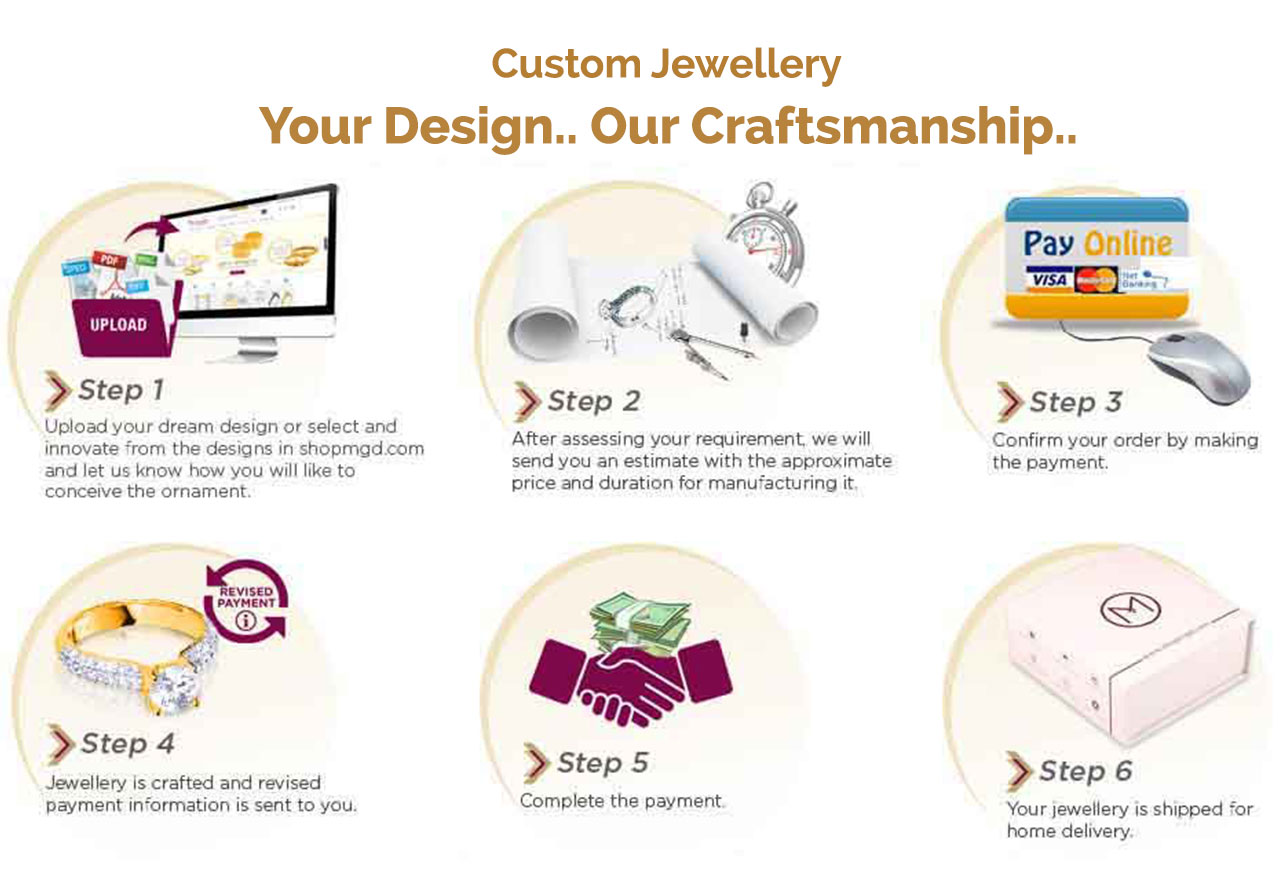 Custom Jewellery
Your Design.. Our Craftsmanship..
JPEG
PDF
UPLOAD
Step 1
Upload your dream design or select and
innovate from the designs in shopmgd.com
and let us know how you will like to
conceive the ornament.
Step 2
After assessing your requirement, we will
send you an estimate with the approximate
price and duration for manufacturing it.
Pay Online
VISA
MasterCard
Net
Banking
Step 3
Confirm your order by making
the payment.
REVISED
PAYMENT
i
Step 4
Jewellery is crafted and revised
payment information is sent to you.
Step 5
Complete the payment.
M
Step 6
Your jewellery is shipped for
home delivery.